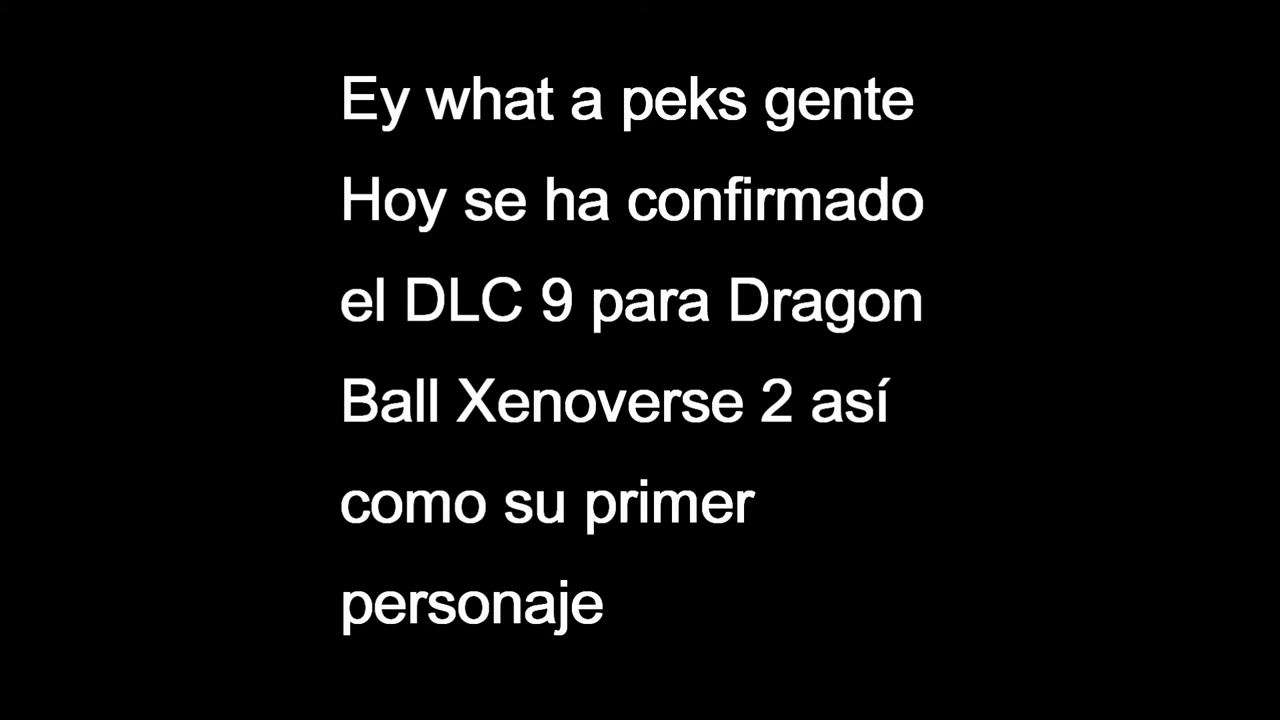 Ey what a peks gente
Hoy se ha confirmado
el DLC 9 para Dragon
Ball Xenoverse 2 así
como su primer
personaje